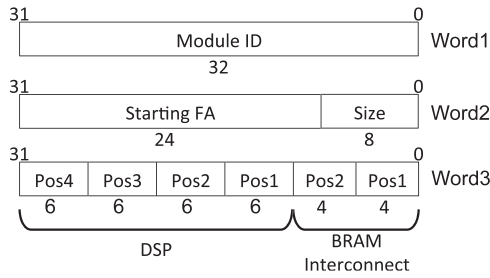 31 0
Module ID Word1
32
31 0
Starting FA Size Word2
24 8
31 0
Pos4 Pos3 Pos2 Pos1 Pos2 Pos1 Word3
6 6 6 6 4 4
DSP BRAM
Interconnect